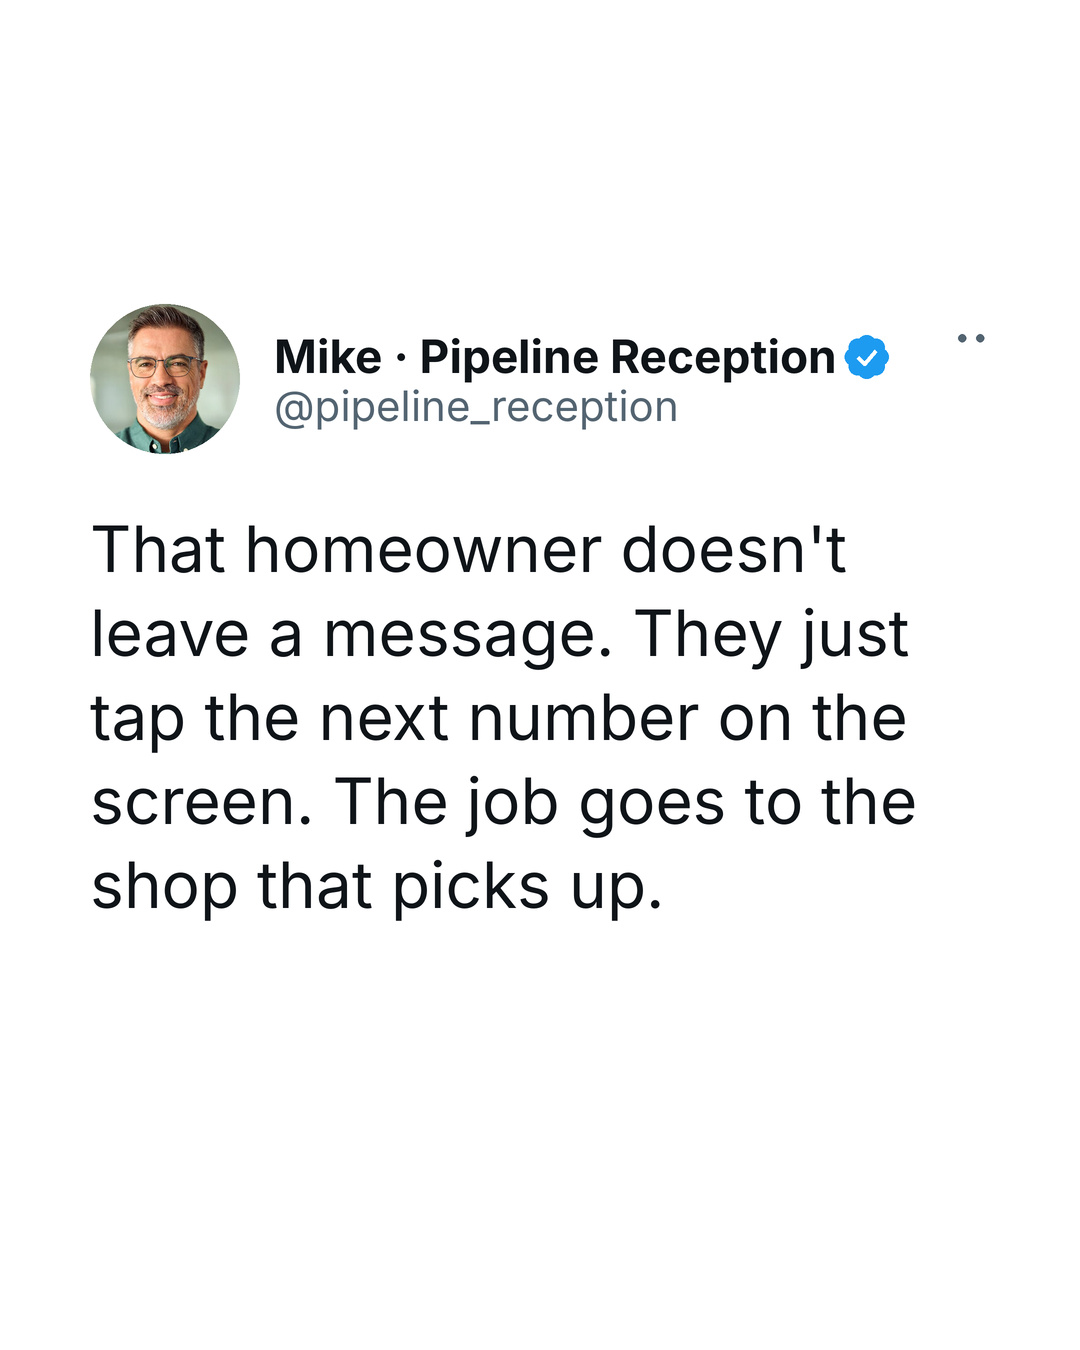 Mike · Pipeline Reception
@pipeline_reception
That homeowner doesn't
leave a message. They just
tap the next number on the
screen. The job goes to the
shop that picks up.